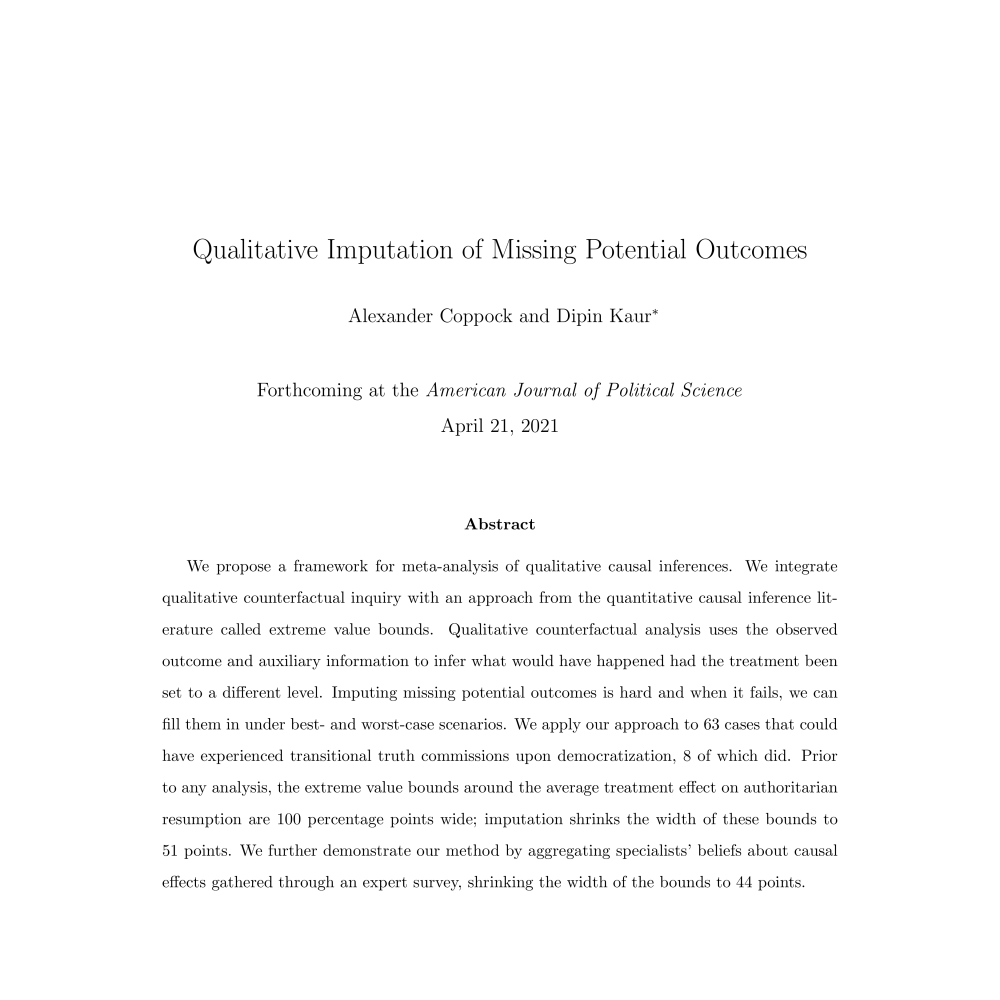 Qualitative Imputation of Missing Potential Outcomes
Alexander Coppock and Dipin Kaur*
Forthcoming at the American Journal of Political Science
April 21, 2021
Abstract
We propose a framework for meta-analysis of qualitative causal inferences. We integrate
qualitative counterfactual inquiry with an approach from the quantitative causal inference lit-
erature called extreme value bounds. Qualitative counterfactual analysis uses the observed
outcome and auxiliary information to infer what would have happened had the treatment been
set to a different level. Imputing missing potential outcomes is hard and when it fails, we can
fill them in under best- and worst-case scenarios. We apply our approach to 63 cases that could
have experienced transitional truth commissions upon democratization, 8 of which did. Prior
to any analysis, the extreme value bounds around the average treatment effect on authoritarian
resumption are 100 percentage points wide; imputation shrinks the width of these bounds to
51 points. We further demonstrate our method by aggregating specialists' beliefs about causal
effects gathered through an expert survey, shrinking the width of the bounds to 44 points.